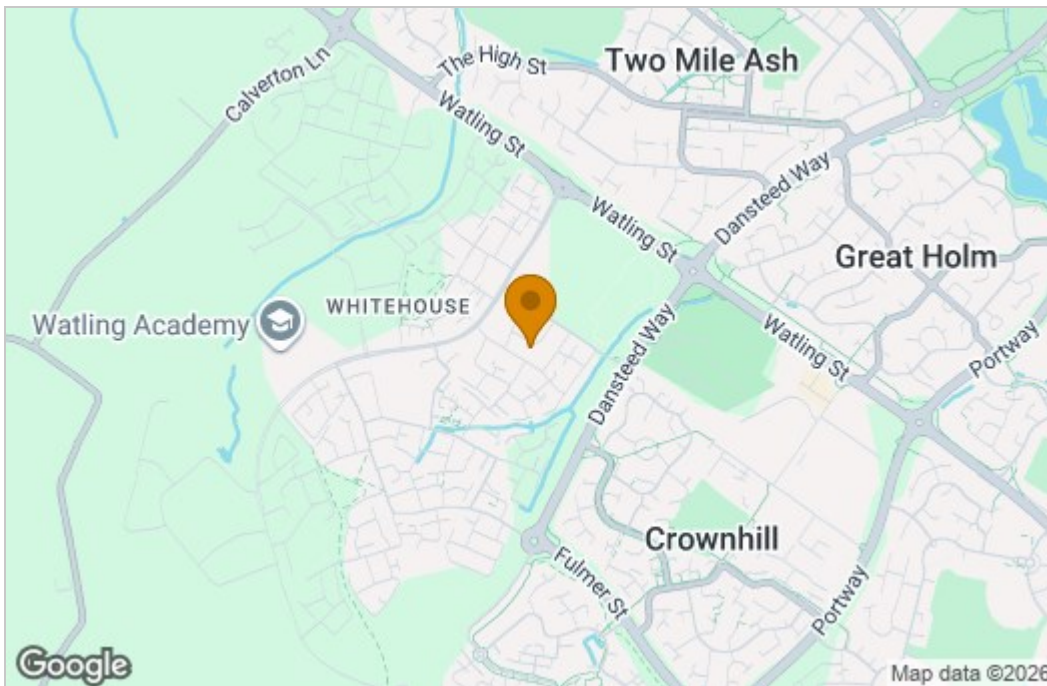 Two Mile Ash
The High St
Calverton Ln
Watling St
Dansteed Way
Watling St
Great Holm
WHITEHOUSE
Watling Academy
Watling St
Portway
Dansteed Way
Crownhill
Fulmer St
Portway
Google
Map data ©2026